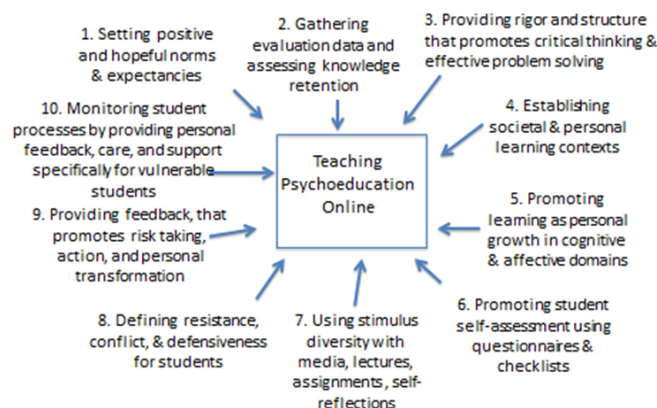 1. Setting positive
and hopeful norms
& expectancies
2. Gathering
evaluation data and
assessing knowledge
retention
3. Providing rigor and structure
that promotes critical thinking &
effective problem solving
10. Monitoring student
processes by providing personal
feedback, care, and support
specifically for vulnerable
students
Teaching
Psychoeducation
Online
4. Establishing
societal & personal
learning contexts
9. Providing feedback, that
promotes risk taking,
action, and personal
transformation
5. Promoting
learning as personal
growth in cognitive
& affective domains
8. Defining resistance,
conflict, & defensiveness
for students
7. Using stimulus
diversity with
media, lectures,
assignments, self-
reflections
6. Promoting student
self-assessment using
questionnaires &
checklists